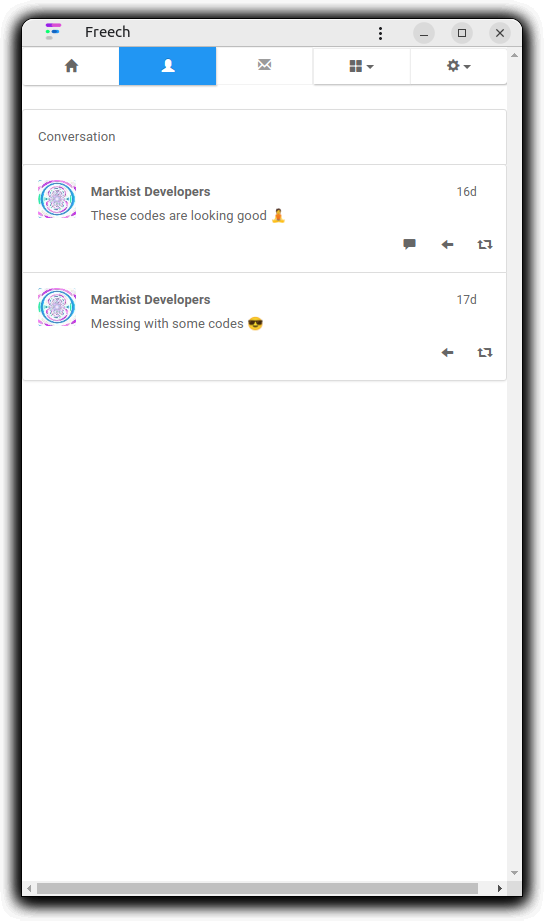 Freech
Conversation
Martkist Developers 16d
These codes are looking good 🧘
Martkist Developers 17d
Messing with some codes 😎